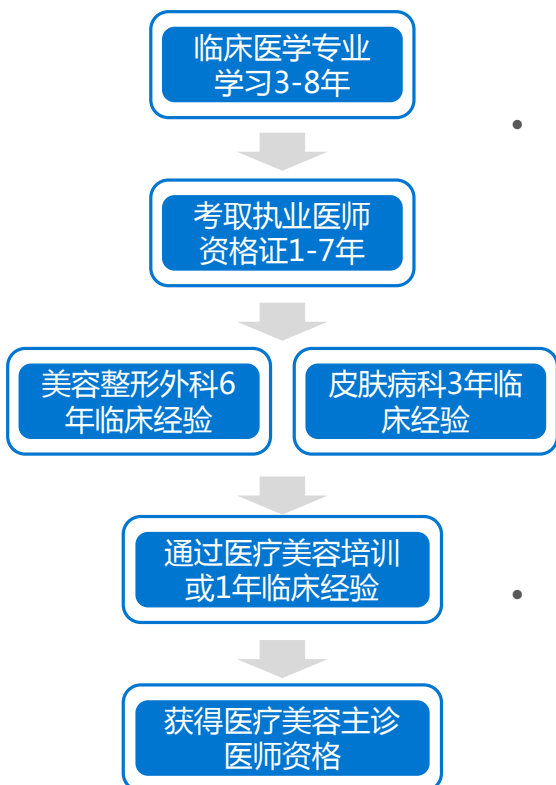 临床医学专业
学习3-8年
考取执业医师
资格证1-7年
美容整形外科6
年临床经验
皮肤病科3年临
床经验
通过医疗美容培训
或1年临床经验
获得医疗美容主诊
医师资格